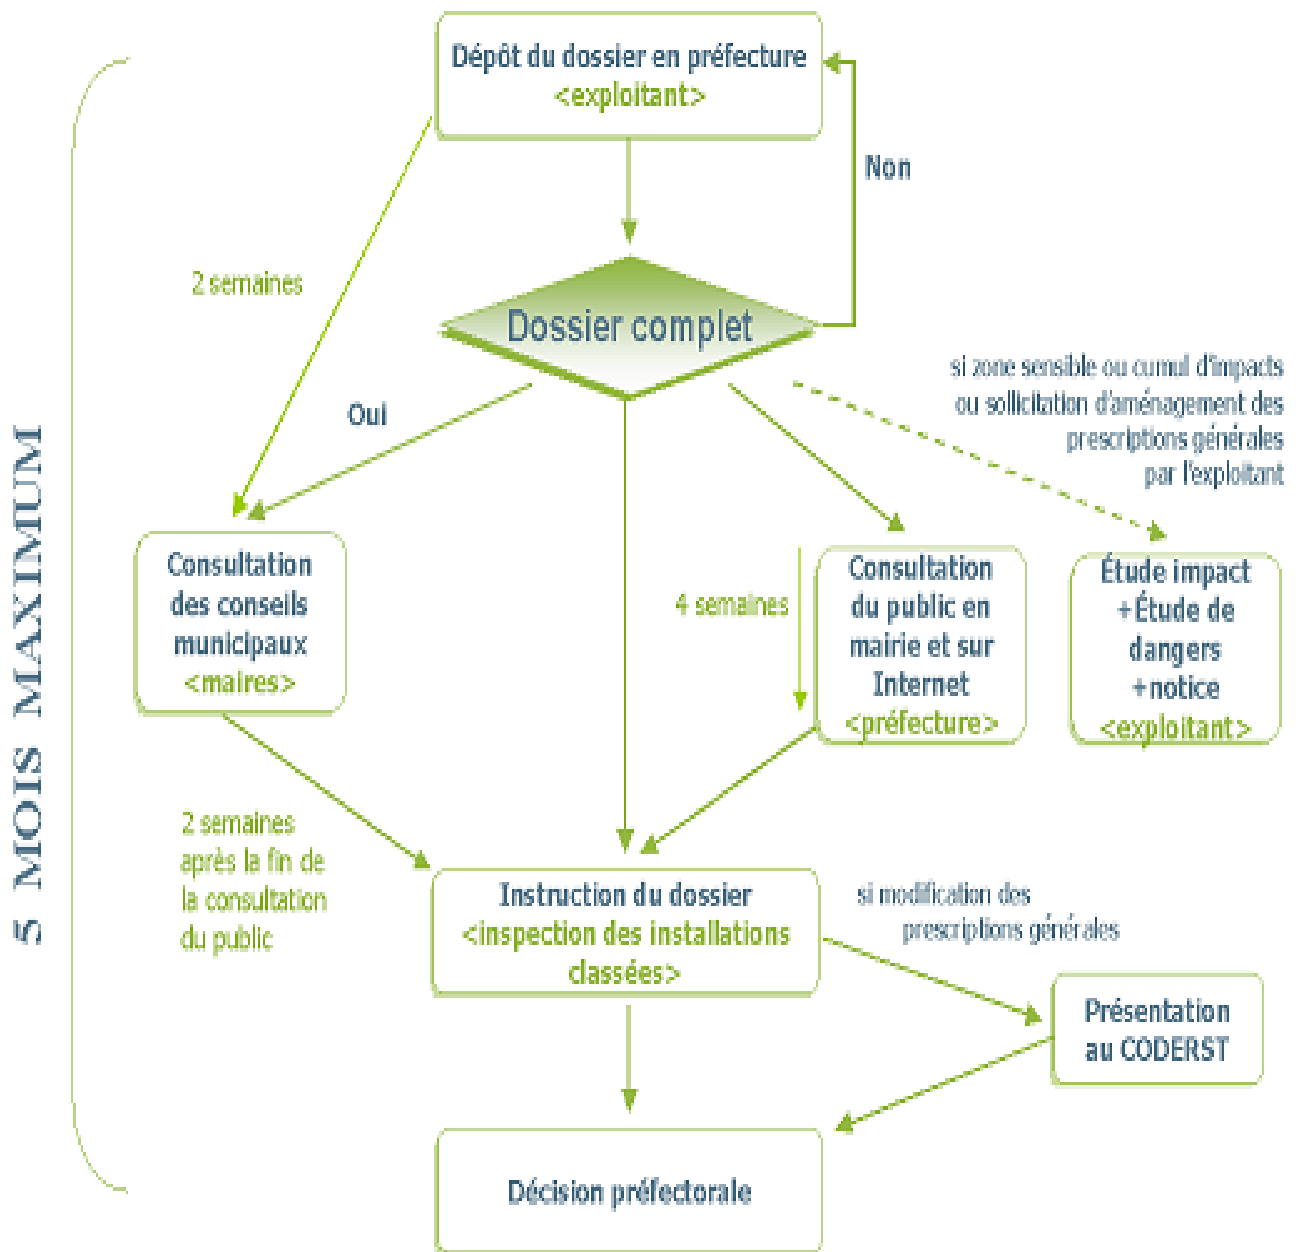 Dépôt du dossier en préfecture
<exploitant>
Non
2 semaines
Dossier complet
si zone sensible ou cumul d'impacts
ou sollicitation d'aménagement des
prescriptions générales
par l'exploitant
Oui
Consultation
des conseils
municipaux
<maires>
4 semaines
Consultation
du public en
mairie et sur
Internet
<préfecture>
Étude impact
+Étude de
dangers
+notice
<exploitant>
5 MOIS MAXIMUM
2 semaines
après la fin de
la consultation
du public
Instruction du dossier
<inspection des installations
classées>
si modification des
prescriptions générales
Présentation
au CODERST
Décision préfectorale